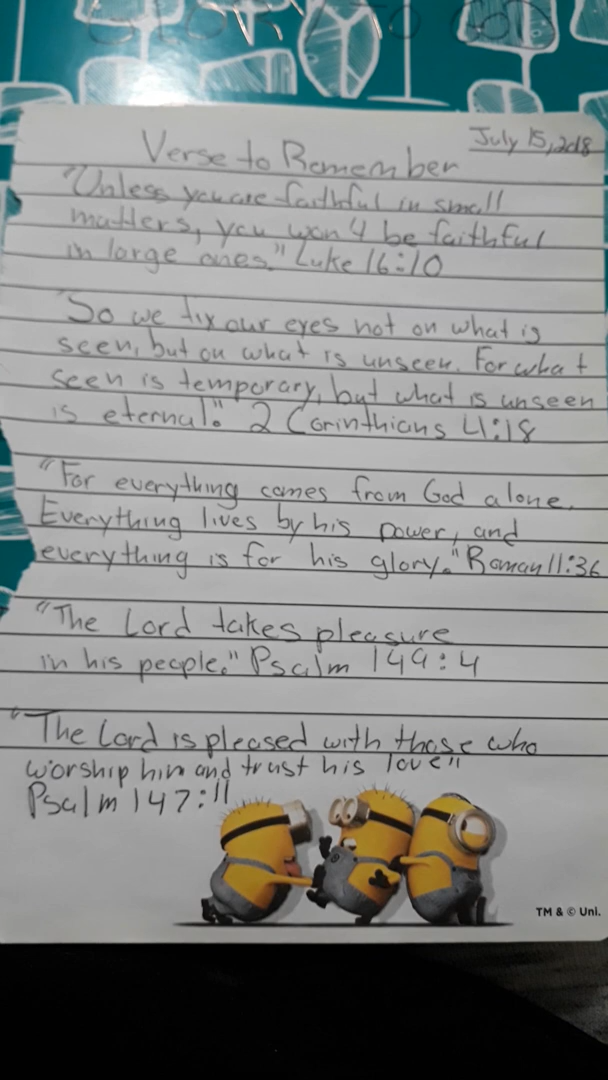 GLORY TO GOD
July 15, 2018
Verse to Remember
"Unless you are faithful in small
matters, you won't be faithful
in large ones." Luke 16:10
"So we fix our eyes not on what is
seen, but on what is unseen. For what
seen is temporary, but what is unseen
is eternal." 2 Corinthians 4:18
"For everything comes from God alone.
Everything lives by his power, and
everything is for his glory." Roman 11:36
"The Lord takes pleasure
in his people." Psalm 149:4
"The Lord is pleased with those who
worship him and trust his love"
Psalm 147:11
TM & © Uni.